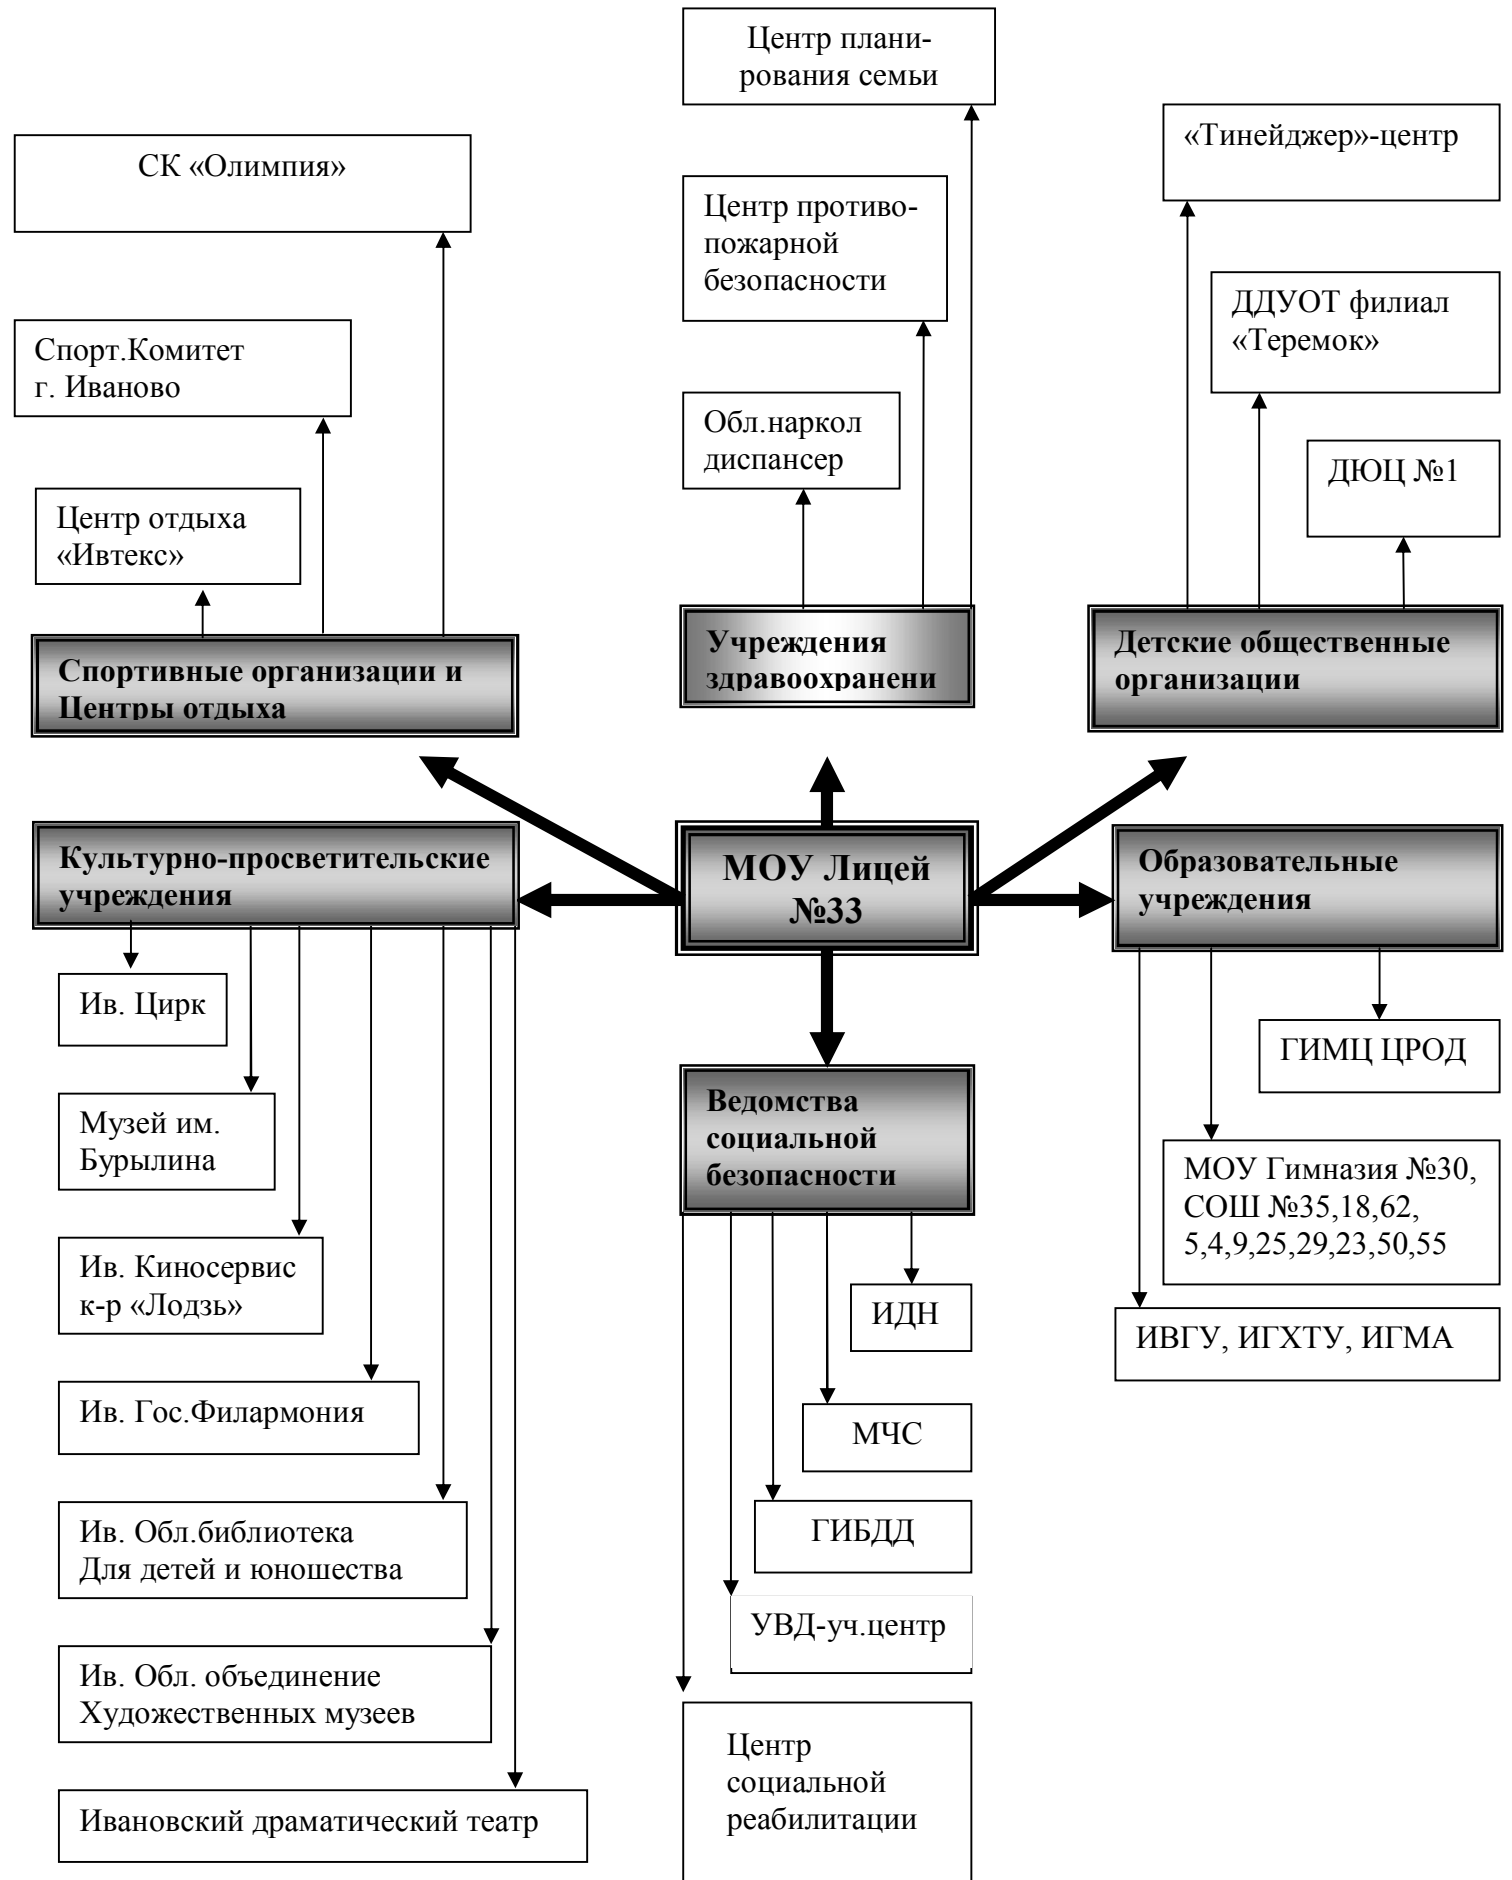 Центр плани-
рования семьи
«Тинейджер»-центр
СК «Олимпия»
Центр противо-
пожарной
безопасности
ДДУОТ филиал
«Теремок»
Спорт.Комитет
г. Иваново
Обл.наркол
диспансер
ДЮЦ №1
Центр отдыха
«Ивтекс»
Спортивные организации и
Центры отдыха
Учреждения
здравоохранени
Детские общественные
организации
Культурно-просветительские
учреждения
МОУ Лицей
№33
Образовательные
учреждения
Ив. Цирк
Музей им.
Бурылина
Ив. Киносервис
к-р «Лодзь»
Ив. Гос.Филармония
Ив. Обл.библиотека
Для детей и юношества
Ив. Обл. объединение
Художественных музеев
Ивановский драматический театр
Ведомства
социальной
безопасности
ИДН
МЧС
ГИБДД
УВД-уч.центр
Центр
социальной
реабилитации
ГИМЦ ЦРОД
МОУ Гимназия №30,
СОШ №35,18,62,
5,4,9,25,29,23,50,55
ИВГУ, ИГХТУ, ИГМА